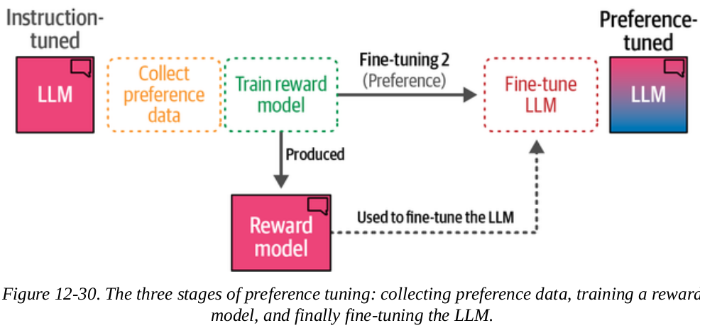 Instruction-
tuned
LLM
Collect
preference
data
Train reward
model
Fine-tuning 2
(Preference)
Fine-tune
LLM
Preference-
tuned
LLM
Produced
Reward
model
Used to fine-tune the LLM
Figure 12-30. The three stages of preference tuning: collecting preference data, training a reward
model, and finally fine-tuning the LLM.